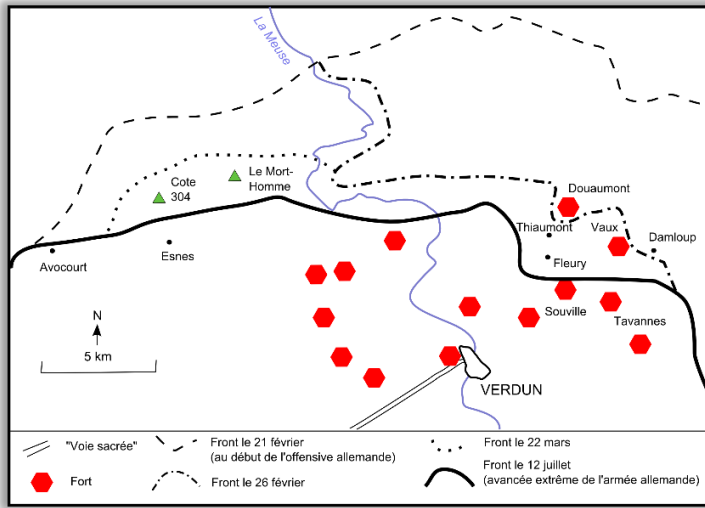 La Meuse
Cote
304
Le Mort-
Homme
Douaumont
Thiaumont
Vaux
Damloup
Avocourt
Esnes
Fleury
N
5 km
Souville
Tavannes
VERDUN
"Voie sacrée"
Front le 21 février
(au début de l'offensive allemande)
Front le 22 mars
Fort
Front le 26 février
Front le 12 juillet
(avancée extrême de l'armée allemande)